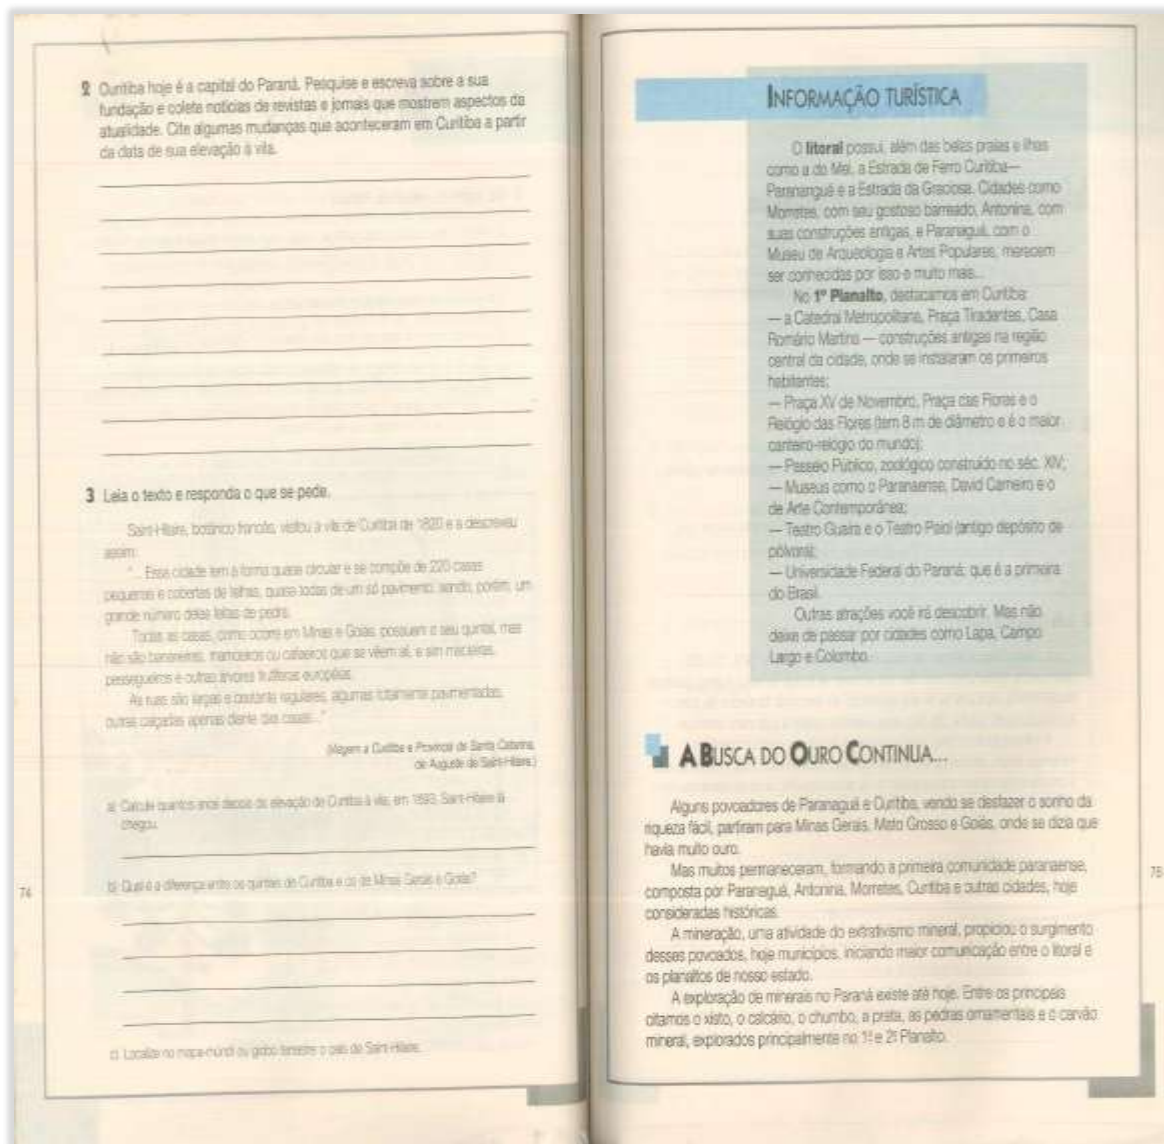 2 Curitiba hoje é a capital do Paraná. Pesquise e escreva sobre a sua
fundação e colete notícias de revistas e jornais que mostrem aspectos da
atualidade. Cite algumas mudanças que aconteceram em Curitiba a partir
da data de sua elevação à vila.
3 Leia o texto e responda o que se pede.
Saint-Hilaire, botânico francês, visitou a vila de Curitiba de 1820 e a descreveu
assim:
"... Essa cidade tem a forma quase circular e se compõe de 220 casas
pequenas e cobertas de telhas, quase todas de um só pavimento, sendo, porém, um
grande número delas feitas de pedra.
Todas as casas, como ocorre em Minas e Goiás, possuem o seu quintal, mas
não são bananeiras, mamoeiros ou cafeeiros que se vêem ali, e sim macieiras,
pessegueiros e outras árvores frutíferas européias.
As ruas são largas e bastante regulares, algumas totalmente pavimentadas,
outras calçadas apenas diante das casas..."
(Viagem a Curitiba e Província de Santa Catarina,
de Auguste de Saint-Hilaire.)
a) Calcule quantos anos depois da elevação de Curitiba à vila, em 1693, Saint-Hilaire lá
chegou.
b) Qual é a diferença entre os quintais de Curitiba e os de Minas Gerais e Goiás?
c) Localize no mapa-múndi ou globo terrestre o país de Saint-Hilaire.
74
INFORMAÇÃO TURÍSTICA
O litoral possui, além das belas praias e ilhas
como a do Mel, a Estrada de Ferro Curitiba—
Paranaguá e a Estrada da Graciosa. Cidades como
Morretes, com seu gostoso barreado, Antonina, com
suas construções antigas, e Paranaguá, com o
Museu de Arqueologia e Artes Populares, merecem
ser conhecidas por isso e muito mais...
No 1º Planalto, destacamos em Curitiba:
— a Catedral Metropolitana, Praça Tiradentes, Casa
Romário Martins — construções antigas na região
central da cidade, onde se instalaram os primeiros
habitantes;
— Praça XV de Novembro, Praça das Flores e o
Relógio das Flores (tem 8 m de diâmetro e é o maior
canteiro-relógio do mundo);
— Passeio Público, zoológico construído no séc. XIV;
— Museus como o Paranaense, David Carneiro e o
de Arte Contemporânea;
— Teatro Guaíra e o Teatro Paiol (antigo depósito de
pólvora);
— Universidade Federal do Paraná, que é a primeira
do Brasil.
Outras atrações você irá descobrir. Mas não
deixe de passar por cidades como Lapa, Campo
Largo e Colombo.
A BUSCA DO OURO CONTINUA...
Alguns povoadores de Paranaguá e Curitiba, vendo se desfazer o sonho da
riqueza fácil, partiram para Minas Gerais, Mato Grosso e Goiás, onde se dizia que
havia muito ouro.
Mas muitos permaneceram, formando a primeira comunidade paranaense,
composta por Paranaguá, Antonina, Morretes, Curitiba e outras cidades, hoje
consideradas históricas.
A mineração, uma atividade do extrativismo mineral, propiciou o surgimento
desses povoados, hoje municípios, iniciando maior comunicação entre o litoral e
os planaltos de nosso estado.
A exploração de minerais no Paraná existe até hoje. Entre os principais
citamos o xisto, o calcário, o chumbo, a prata, as pedras ornamentais e o carvão
mineral, explorados principalmente no 1º e 2º Planalto.
75